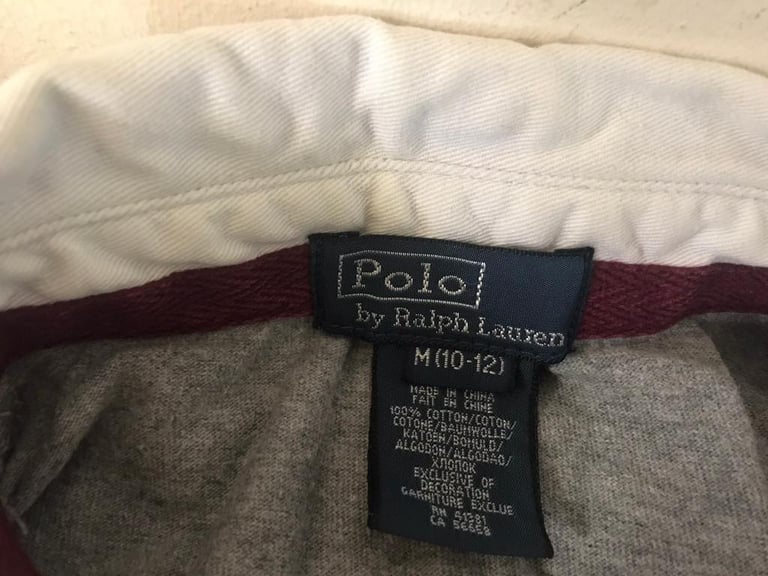 Polo
by Ralph Lauren
M (10-12)
MADE IN CHINA
FAIT EN CHINE
100% COTTON/COTON/
COTONE/BAUMWOLLE/
KATOEN/BOMULD/
ALGODON/ALGODAO/
ХЛОПОК
EXCLUSIVE OF
DECORATION
GARNITURE EXCLUE
RN 41381
CA 56658